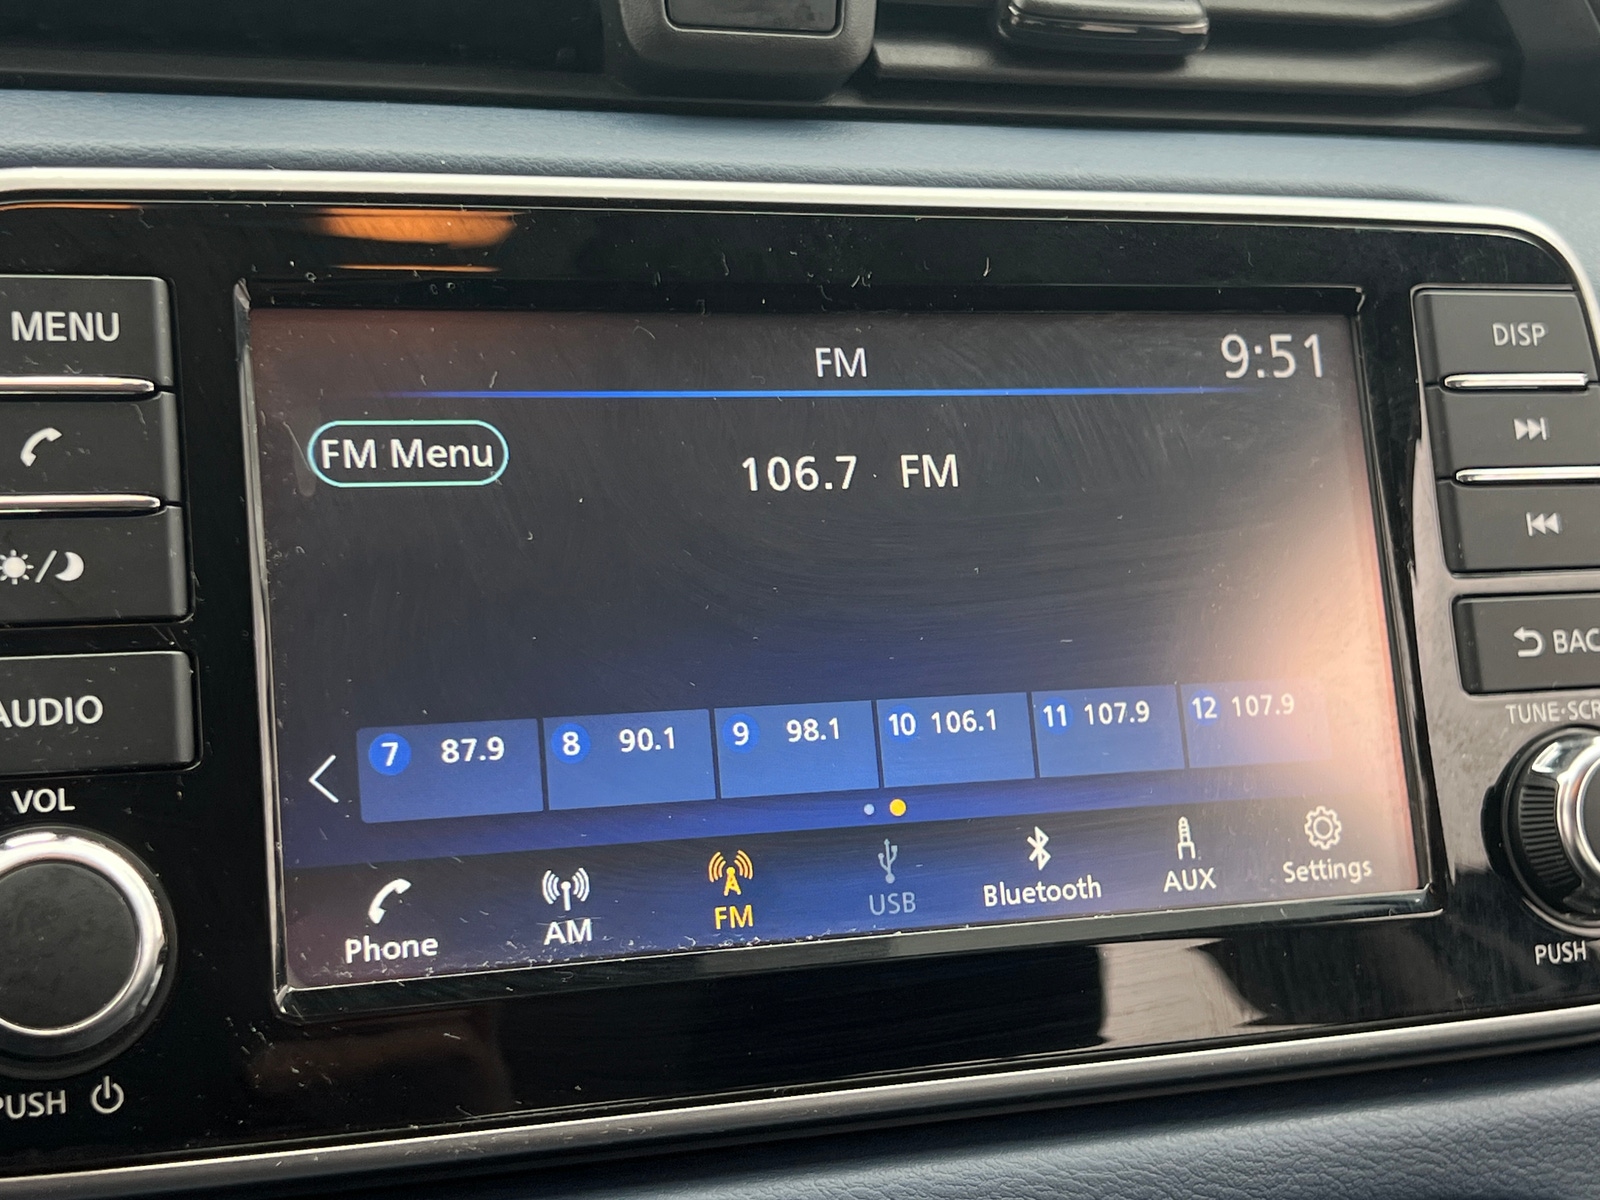 MENU
AUDIO
VOL
PUSH
FM
9:51
FM Menu
106.7 FM
7 87.9
8 90.1
9 98.1
10 106.1
11 107.9
12 107.9
Phone
AM
FM
USB
Bluetooth
AUX
Settings
DISP
BAC
TUNE·SCR
PUSH